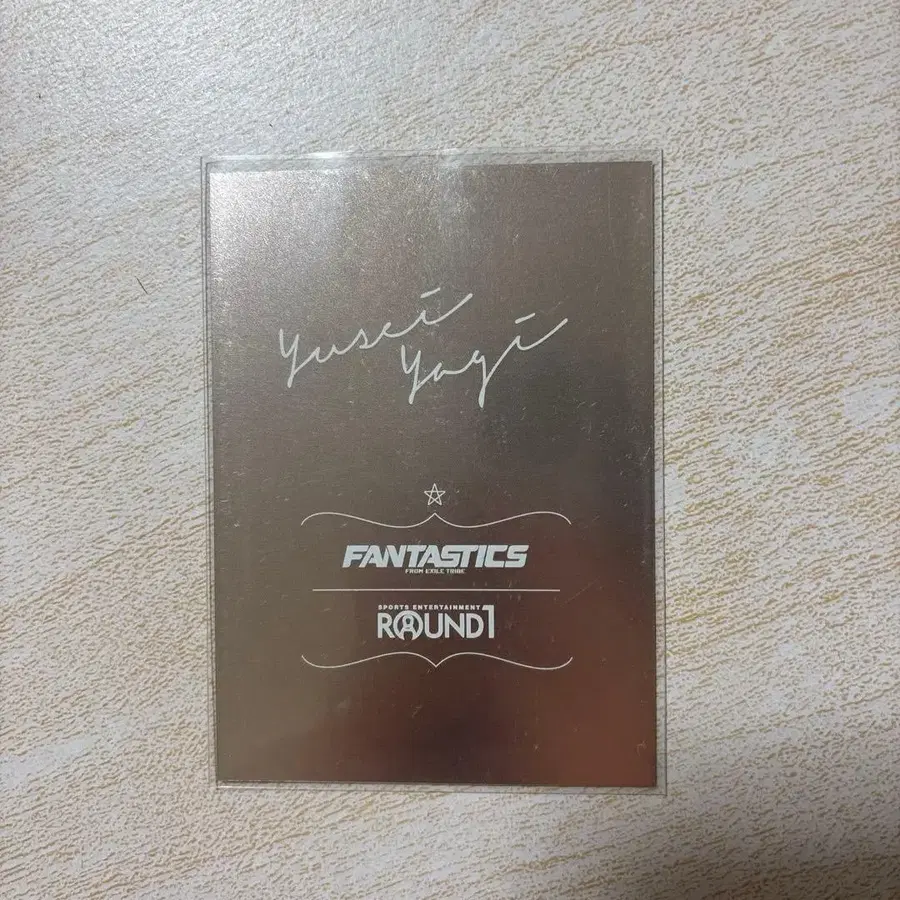 Yusei
Yagi
FANTASTICS
FROM EXILE TRIBE
SPORTS ENTERTAINMENT
ROUND1